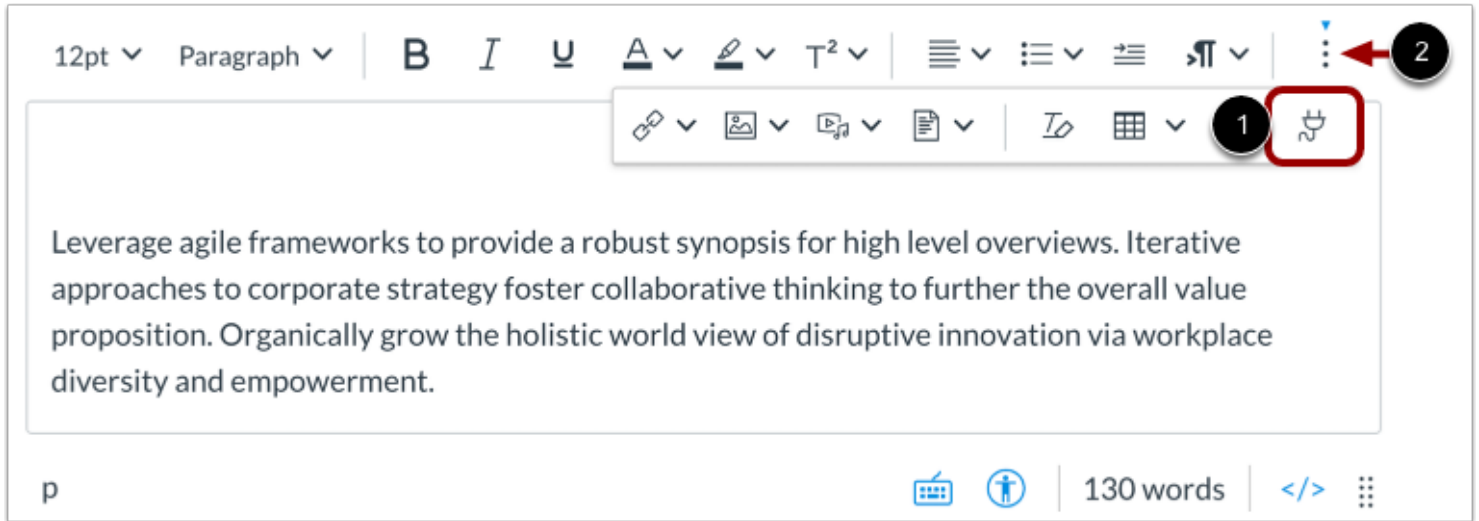 12pt Paragraph B I U A T² ¶ 2
1
Leverage agile frameworks to provide a robust synopsis for high level overviews. Iterative
approaches to corporate strategy foster collaborative thinking to further the overall value
proposition. Organically grow the holistic world view of disruptive innovation via workplace
diversity and empowerment.
p 130 words </>